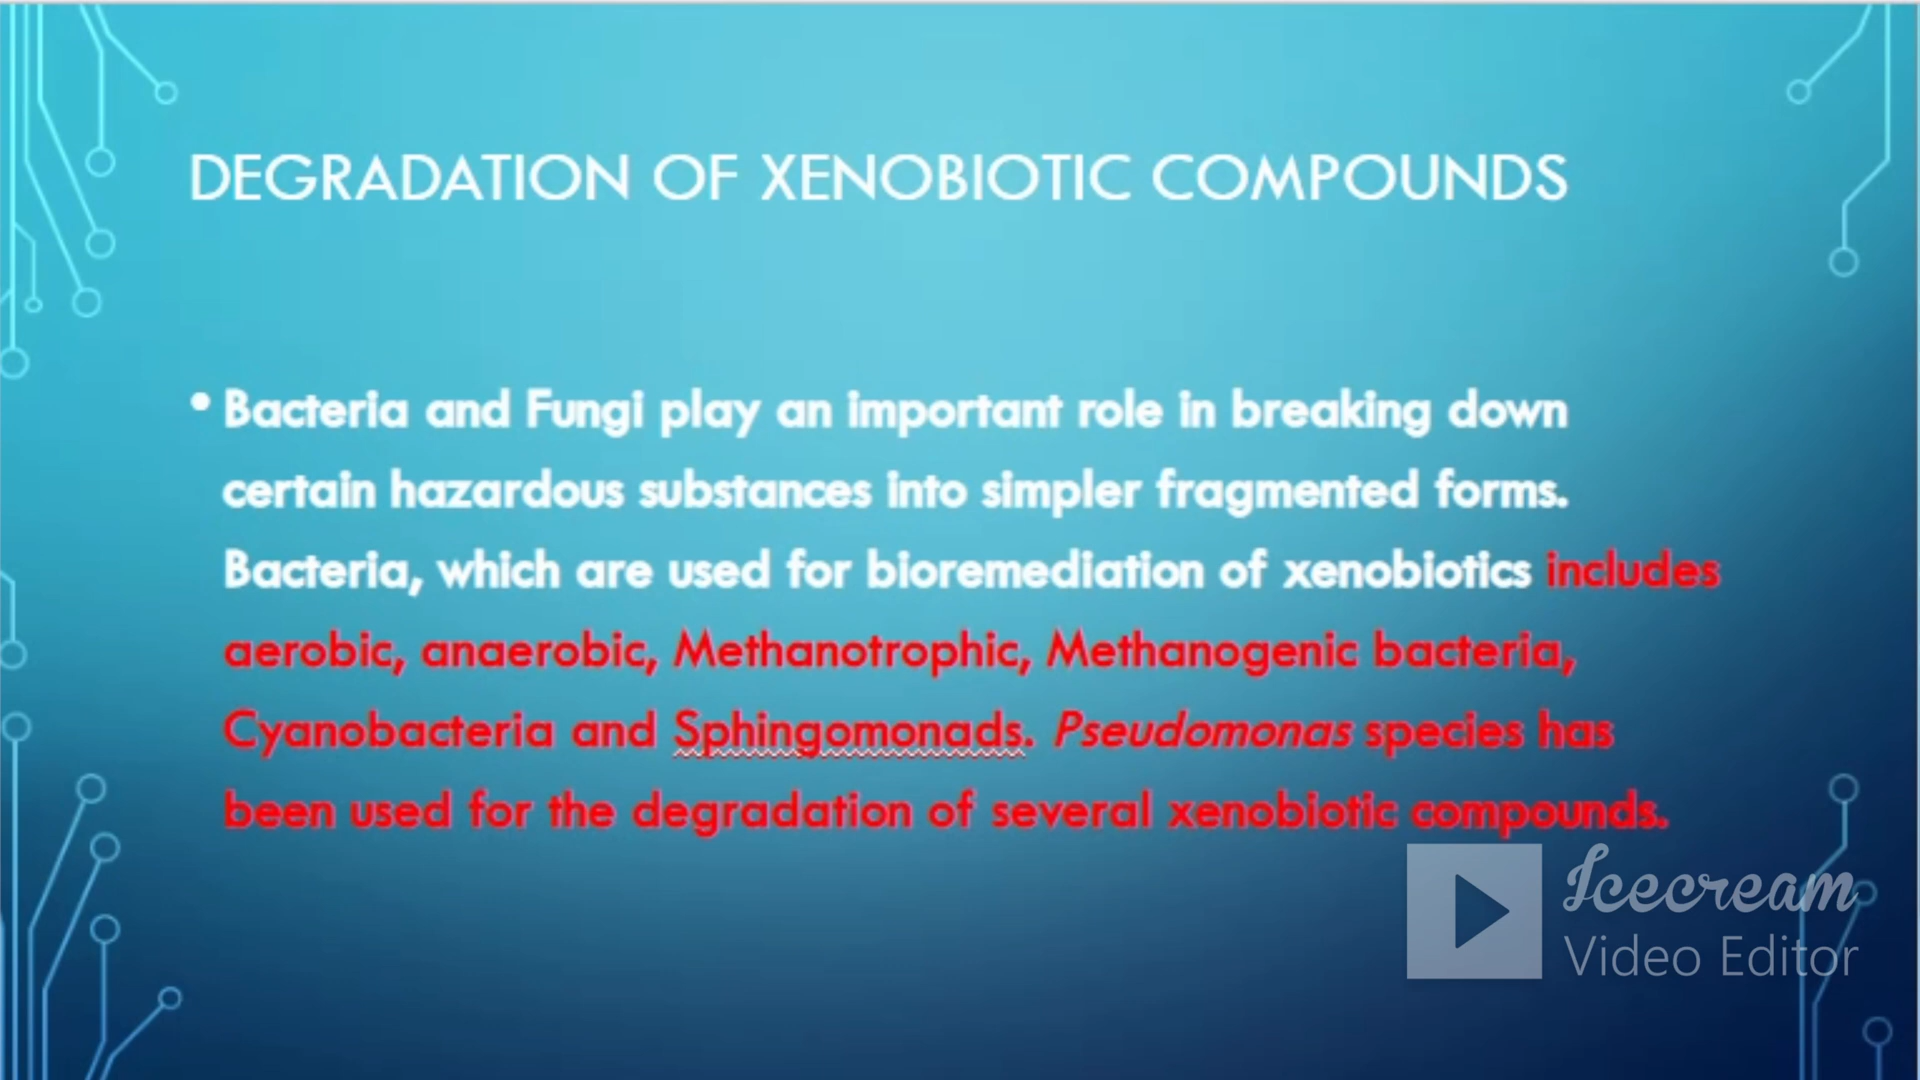 DEGRADATION OF XENOBIOTIC COMPOUNDS
• Bacteria and Fungi play an important role in breaking down
certain hazardous substances into simpler fragmented forms.
Bacteria, which are used for bioremediation of xenobiotics includes
aerobic, anaerobic, Methanotrophic, Methanogenic bacteria,
Cyanobacteria and Sphingomonads. Pseudomonas species has
been used for the degradation of several xenobiotic compounds.
Icecream
Video Editor